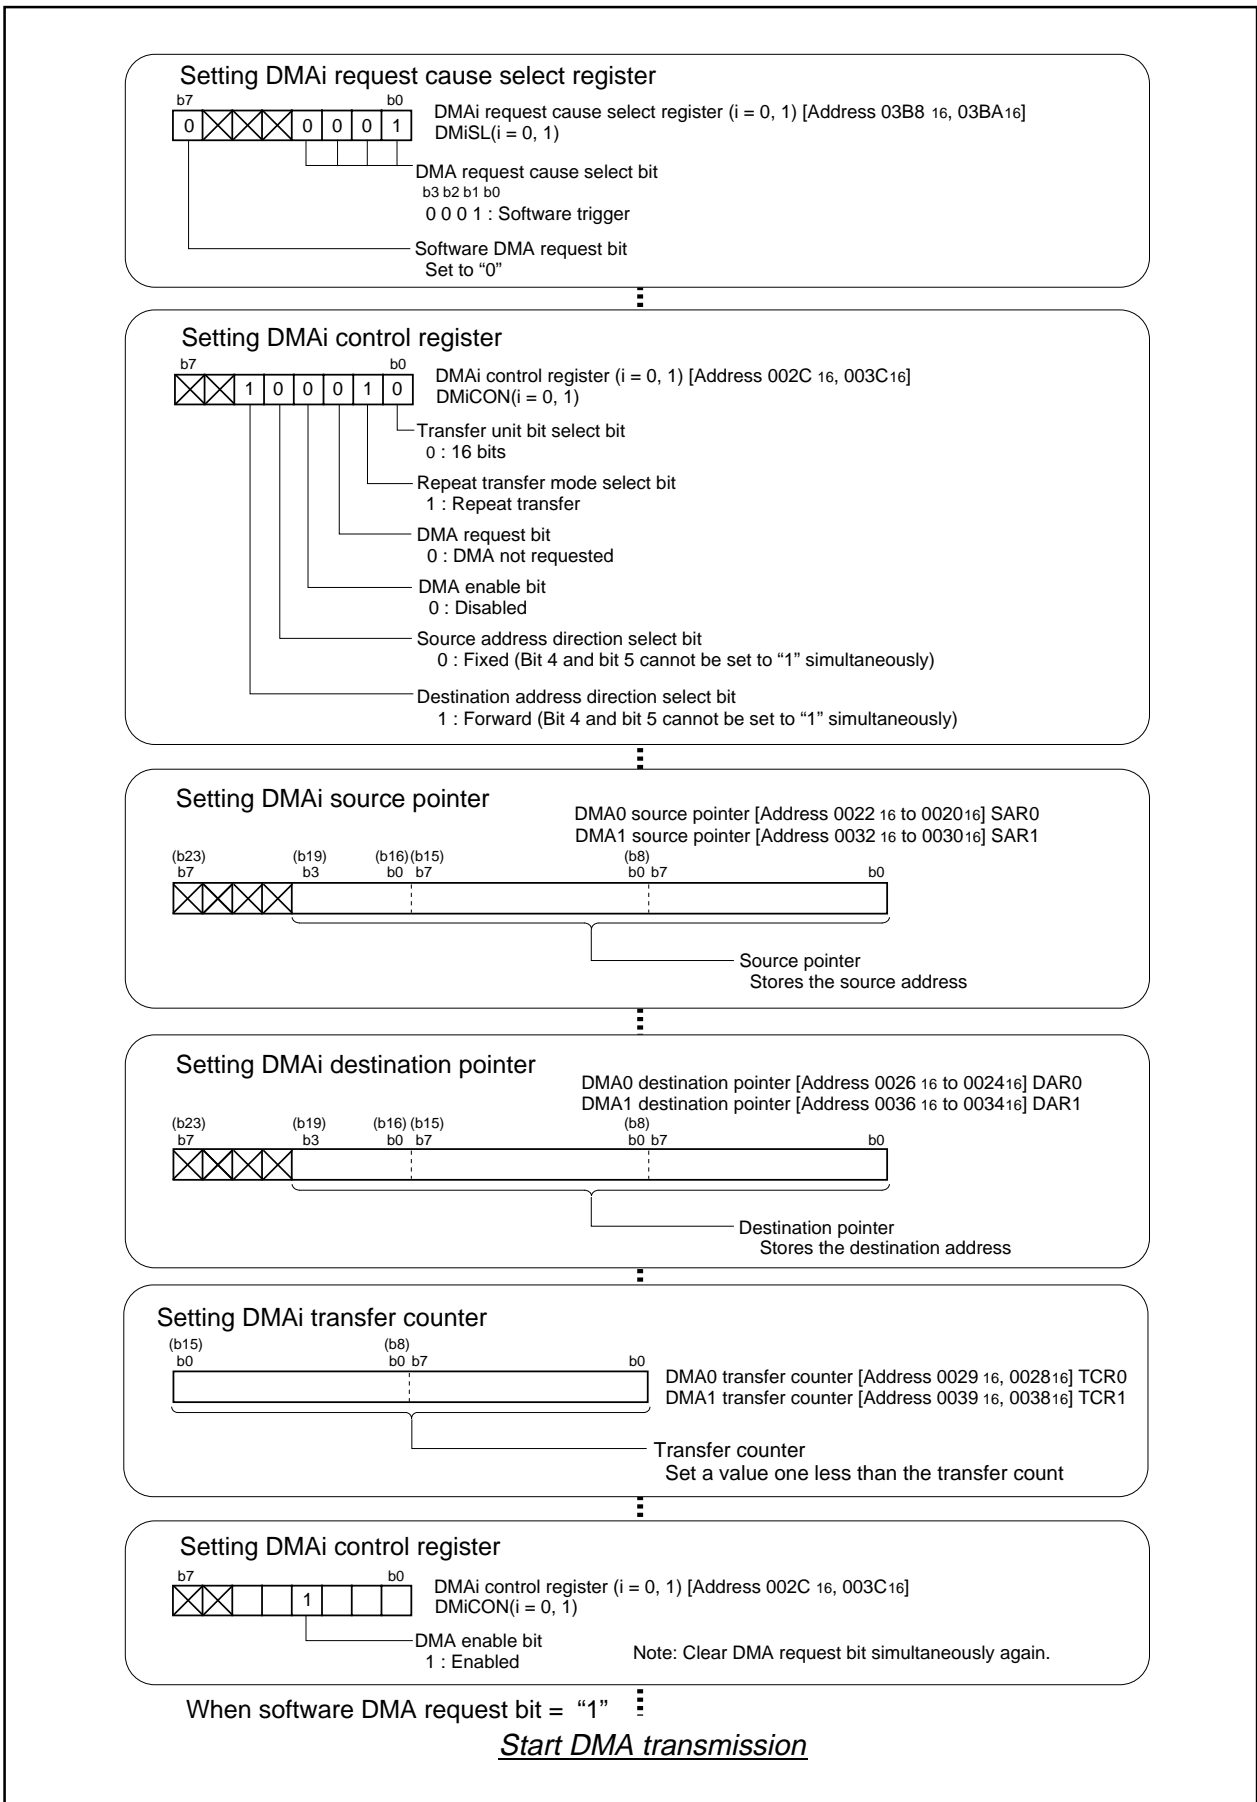 Setting DMAi request cause select register
b7 b0
0 0 0 0 1
DMAi request cause select register (i = 0, 1) [Address 03B8 16, 03BA16]
DMiSL(i = 0, 1)
DMA request cause select bit
b3 b2 b1 b0
0 0 0 1 : Software trigger
Software DMA request bit
Set to “0”
Setting DMAi control register
b7 b0
1 0 0 0 1 0
DMAi control register (i = 0, 1) [Address 002C 16, 003C16]
DMiCON(i = 0, 1)
Transfer unit bit select bit
0 : 16 bits
Repeat transfer mode select bit
1 : Repeat transfer
DMA request bit
0 : DMA not requested
DMA enable bit
0 : Disabled
Source address direction select bit
0 : Fixed (Bit 4 and bit 5 cannot be set to “1” simultaneously)
Destination address direction select bit
1 : Forward (Bit 4 and bit 5 cannot be set to “1” simultaneously)
Setting DMAi source pointer
DMA0 source pointer [Address 0022 16 to 002016] SAR0
DMA1 source pointer [Address 0032 16 to 003016] SAR1
(b23) (b19) (b16)(b15) (b8)
b7 b3 b0 b7 b0 b7 b0
Source pointer
Stores the source address
Setting DMAi destination pointer
DMA0 destination pointer [Address 0026 16 to 002416] DAR0
DMA1 destination pointer [Address 0036 16 to 003416] DAR1
(b23) (b19) (b16) (b15) (b8)
b7 b3 b0 b7 b0 b7 b0
Destination pointer
Stores the destination address
Setting DMAi transfer counter
(b15) (b8)
b0 b0 b7 b0
DMA0 transfer counter [Address 0029 16, 002816] TCR0
DMA1 transfer counter [Address 0039 16, 003816] TCR1
Transfer counter
Set a value one less than the transfer count
Setting DMAi control register
b7 b0
1
DMAi control register (i = 0, 1) [Address 002C 16, 003C16]
DMiCON(i = 0, 1)
DMA enable bit
1 : Enabled
Note: Clear DMA request bit simultaneously again.
When software DMA request bit = “1”
Start DMA transmission